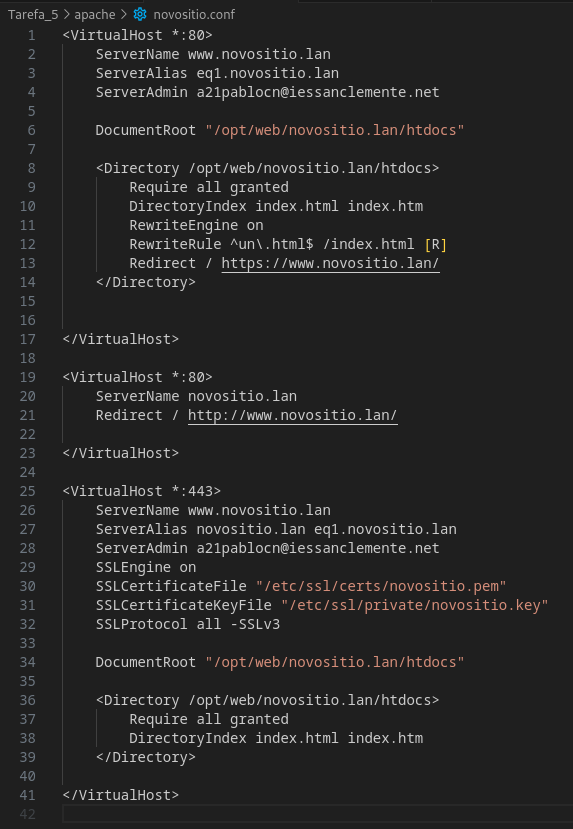 Tarefa_5 > apache > novositio.conf
1 <VirtualHost *:80>
2 ServerName www.novositio.lan
3 ServerAlias eq1.novositio.lan
4 ServerAdmin a21pablocn@iessanclemente.net
5
6 DocumentRoot "/opt/web/novositio.lan/htdocs"
7
8 <Directory /opt/web/novositio.lan/htdocs>
9 Require all granted
10 DirectoryIndex index.html index.htm
11 RewriteEngine on
12 RewriteRule ^un\.html$ /index.html [R]
13 Redirect / https://www.novositio.lan/
14 </Directory>
15
16
17 </VirtualHost>
18
19 <VirtualHost *:80>
20 ServerName novositio.lan
21 Redirect / http://www.novositio.lan/
22
23 </VirtualHost>
24
25 <VirtualHost *:443>
26 ServerName www.novositio.lan
27 ServerAlias novositio.lan eq1.novositio.lan
28 ServerAdmin a21pablocn@iessanclemente.net
29 SSLEngine on
30 SSLCertificateFile "/etc/ssl/certs/novositio.pem"
31 SSLCertificateKeyFile "/etc/ssl/private/novositio.key"
32 SSLProtocol all -SSLv3
33
34 DocumentRoot "/opt/web/novositio.lan/htdocs"
35
36 <Directory /opt/web/novositio.lan/htdocs>
37 Require all granted
38 DirectoryIndex index.html index.htm
39 </Directory>
40
41 </VirtualHost>
42